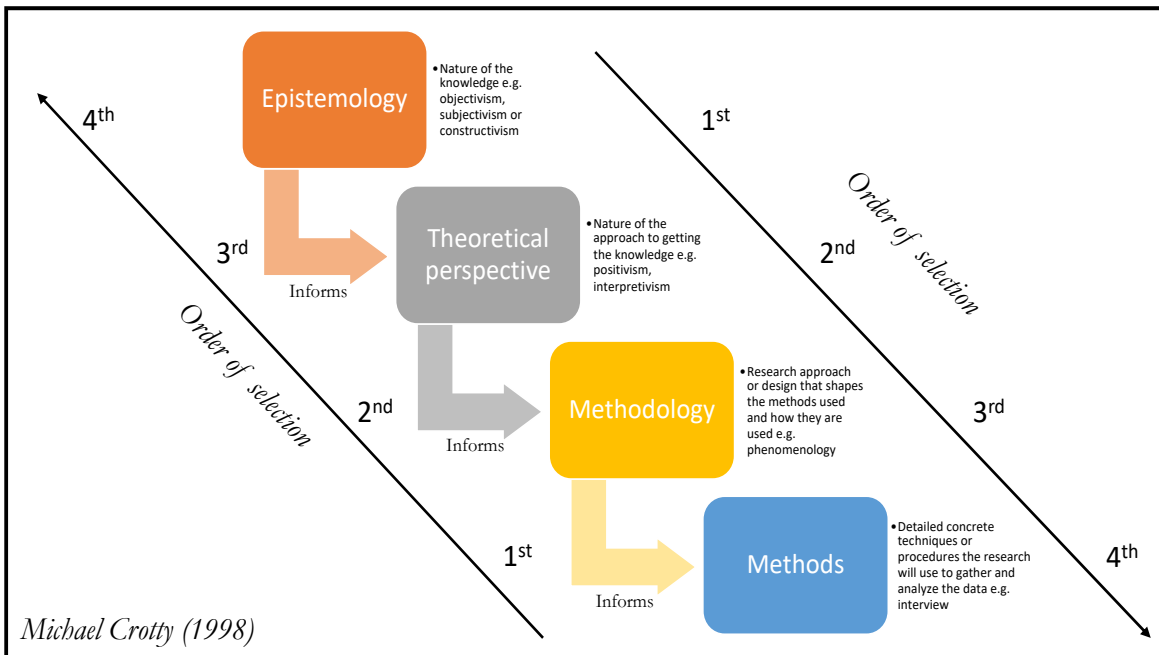 Epistemology
•Nature of the
knowledge e.g.
objectivism,
subjectivism or
constructivism
4th
1st
Theoretical
perspective
•Nature of the
approach to getting
the knowledge e.g.
positivism,
interpretivism
Order of selection
3rd
2nd
Informs
Order of selection
Methodology
•Research approach
or design that shapes
the methods used
and how they are
used e.g.
phenomenology
2nd
3rd
Informs
Methods
•Detailed concrete
techniques or
procedures the research
will use to gather and
analyze the data e.g.
interview
1st
4th
Informs
Michael Crotty (1998)